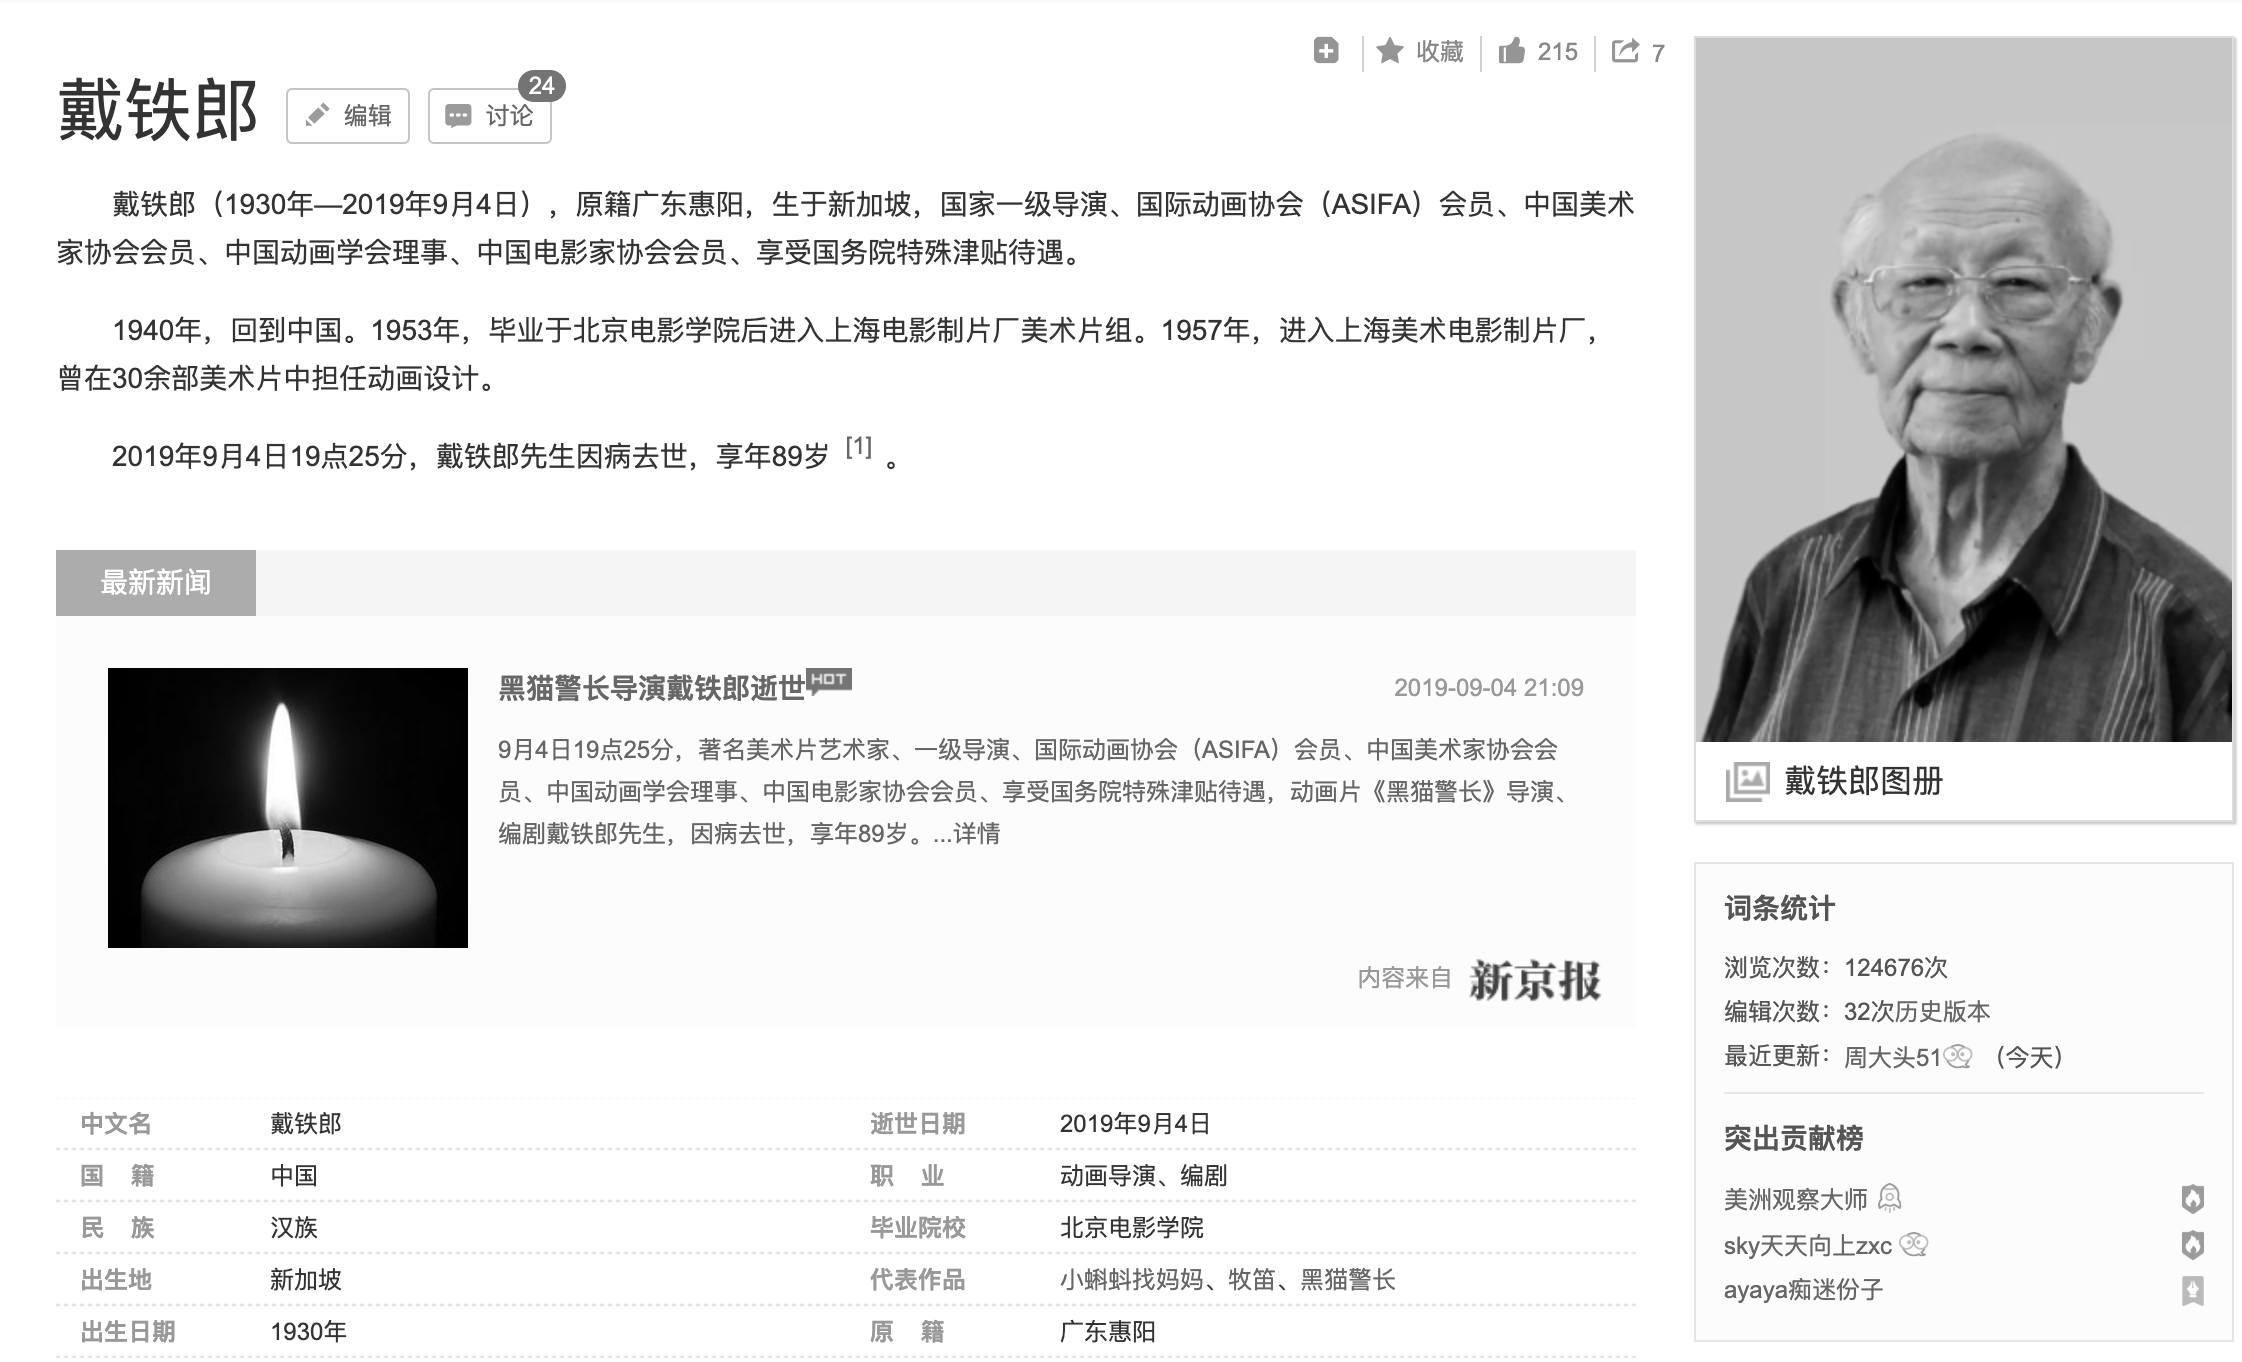 收藏 215 7
戴铁郎 编辑 讨论 24
戴铁郎（1930年—2019年9月4日），原籍广东惠阳，生于新加坡，国家一级导演、国际动画协会（ASIFA）会员、中国美术
家协会会员、中国动画学会理事、中国电影家协会会员、享受国务院特殊津贴待遇。
1940年，回到中国。1953年，毕业于北京电影学院后进入上海电影制片厂美术片组。1957年，进入上海美术电影制片厂，
曾在30余部美术片中担任动画设计。
2019年9月4日19点25分，戴铁郎先生因病去世，享年89岁 [1] 。
最新新闻
黑猫警长导演戴铁郎逝世 HOT 2019-09-04 21:09
9月4日19点25分，著名美术片艺术家、一级导演、国际动画协会（ASIFA）会员、中国美术家协会会
员、中国动画学会理事、中国电影家协会会员、享受国务院特殊津贴待遇，动画片《黑猫警长》导演、
编剧戴铁郎先生，因病去世，享年89岁。...详情
内容来自 新京报
中文名 戴铁郎 逝世日期 2019年9月4日
国 籍 中国 职 业 动画导演、编剧
民 族 汉族 毕业院校 北京电影学院
出生地 新加坡 代表作品 小蝌蚪找妈妈、牧笛、黑猫警长
出生日期 1930年 原 籍 广东惠阳
戴铁郎图册
词条统计
浏览次数：124676次
编辑次数：32次历史版本
最近更新：周大头51 （今天）
突出贡献榜
美洲观察大师
sky天天向上zxc
ayaya痴迷份子